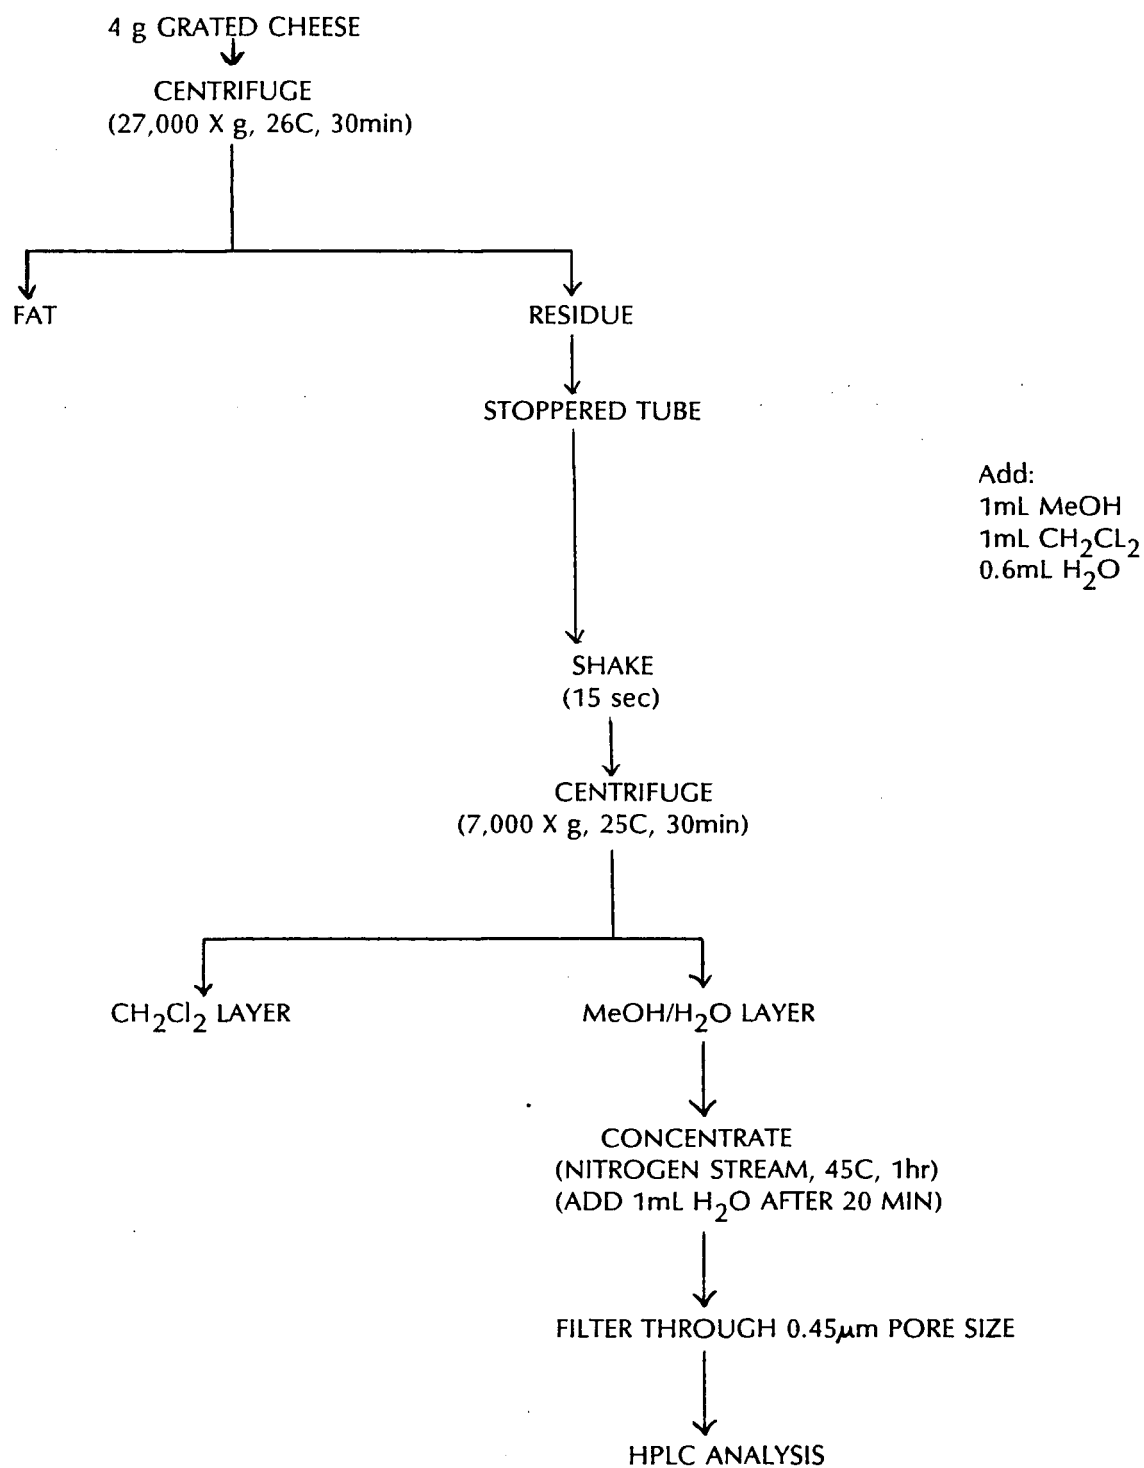 4 g GRATED CHEESE
CENTRIFUGE
(27,000 X g, 26C, 30min)
FAT
RESIDUE
STOPPERED TUBE
Add:
1mL MeOH
1mL CH₂CL₂
0.6mL H₂O
SHAKE
(15 sec)
CENTRIFUGE
(7,000 X g, 25C, 30min)
CH₂Cl₂ LAYER
MeOH/H₂O LAYER
CONCENTRATE
(NITROGEN STREAM, 45C, 1hr)
(ADD 1mL H₂O AFTER 20 MIN)
FILTER THROUGH 0.45μm PORE SIZE
HPLC ANALYSIS